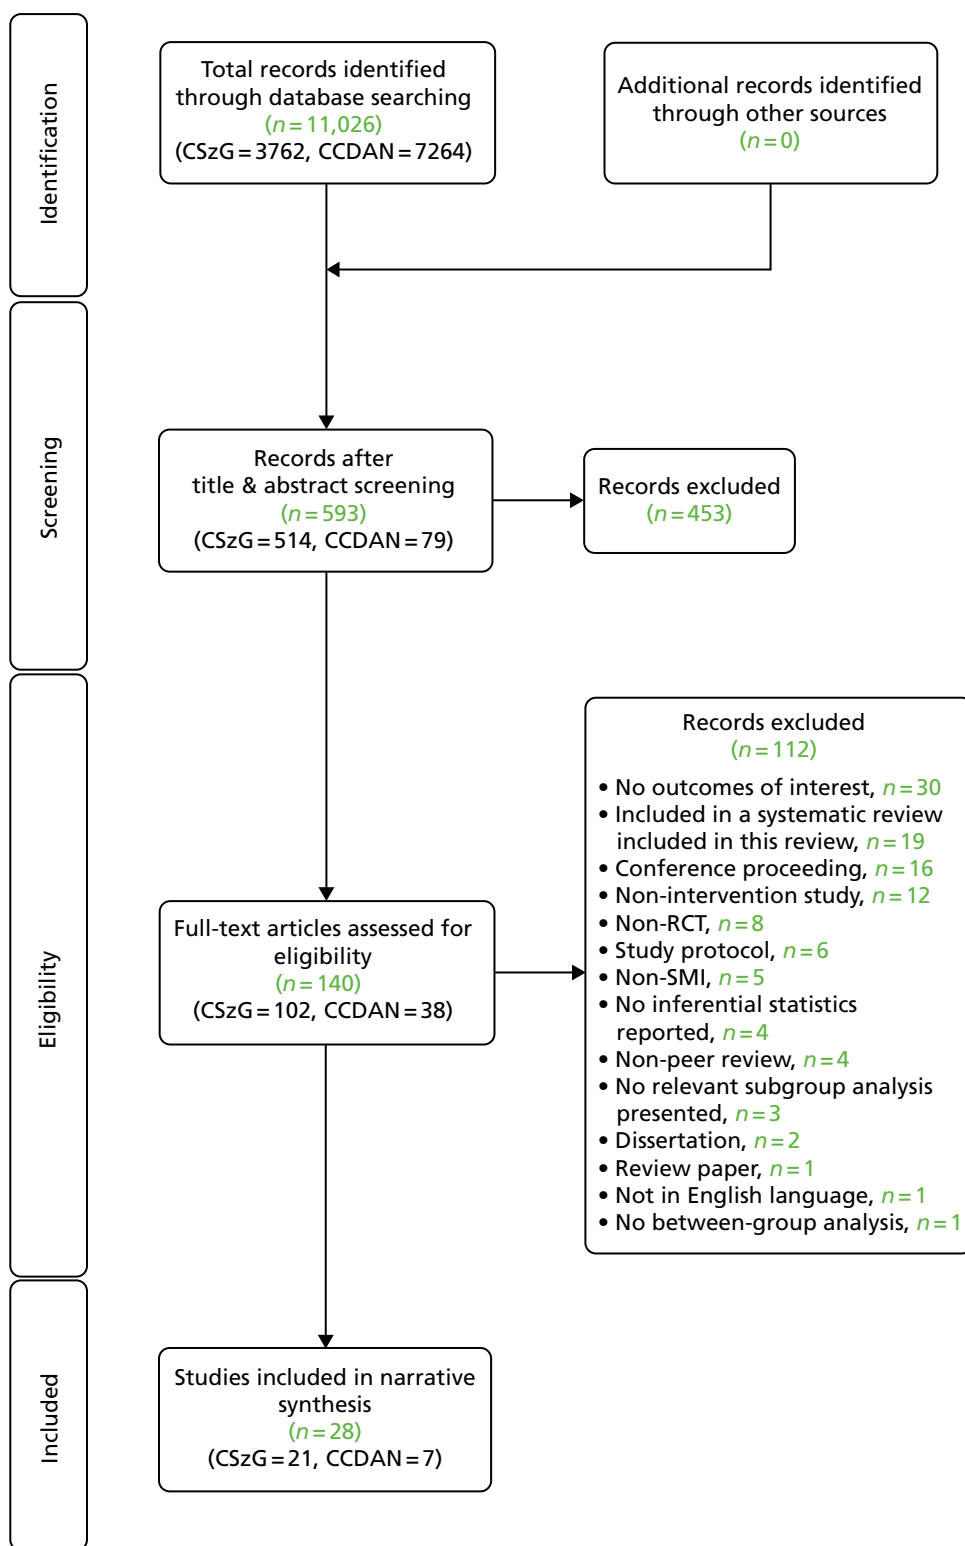 Identification
Total records identified
through database searching
(n = 11,026)
(CSzG = 3762, CCDAN = 7264)
Additional records identified
through other sources
(n = 0)
Screening
Records after
title & abstract screening
(n = 593)
(CSzG = 514, CCDAN = 79)
Records excluded
(n = 453)
Eligibility
Full-text articles assessed for
eligibility
(n = 140)
(CSzG = 102, CCDAN = 38)
Records excluded
(n = 112)
• No outcomes of interest, n = 30
• Included in a systematic review
included in this review, n = 19
• Conference proceeding, n = 16
• Non-intervention study, n = 12
• Non-RCT, n = 8
• Study protocol, n = 6
• Non-SMI, n = 5
• No inferential statistics
reported, n = 4
• Non-peer review, n = 4
• No relevant subgroup analysis
presented, n = 3
• Dissertation, n = 2
• Review paper, n = 1
• Not in English language, n = 1
• No between-group analysis, n = 1
Included
Studies included in narrative
synthesis
(n = 28)
(CSzG = 21, CCDAN = 7)